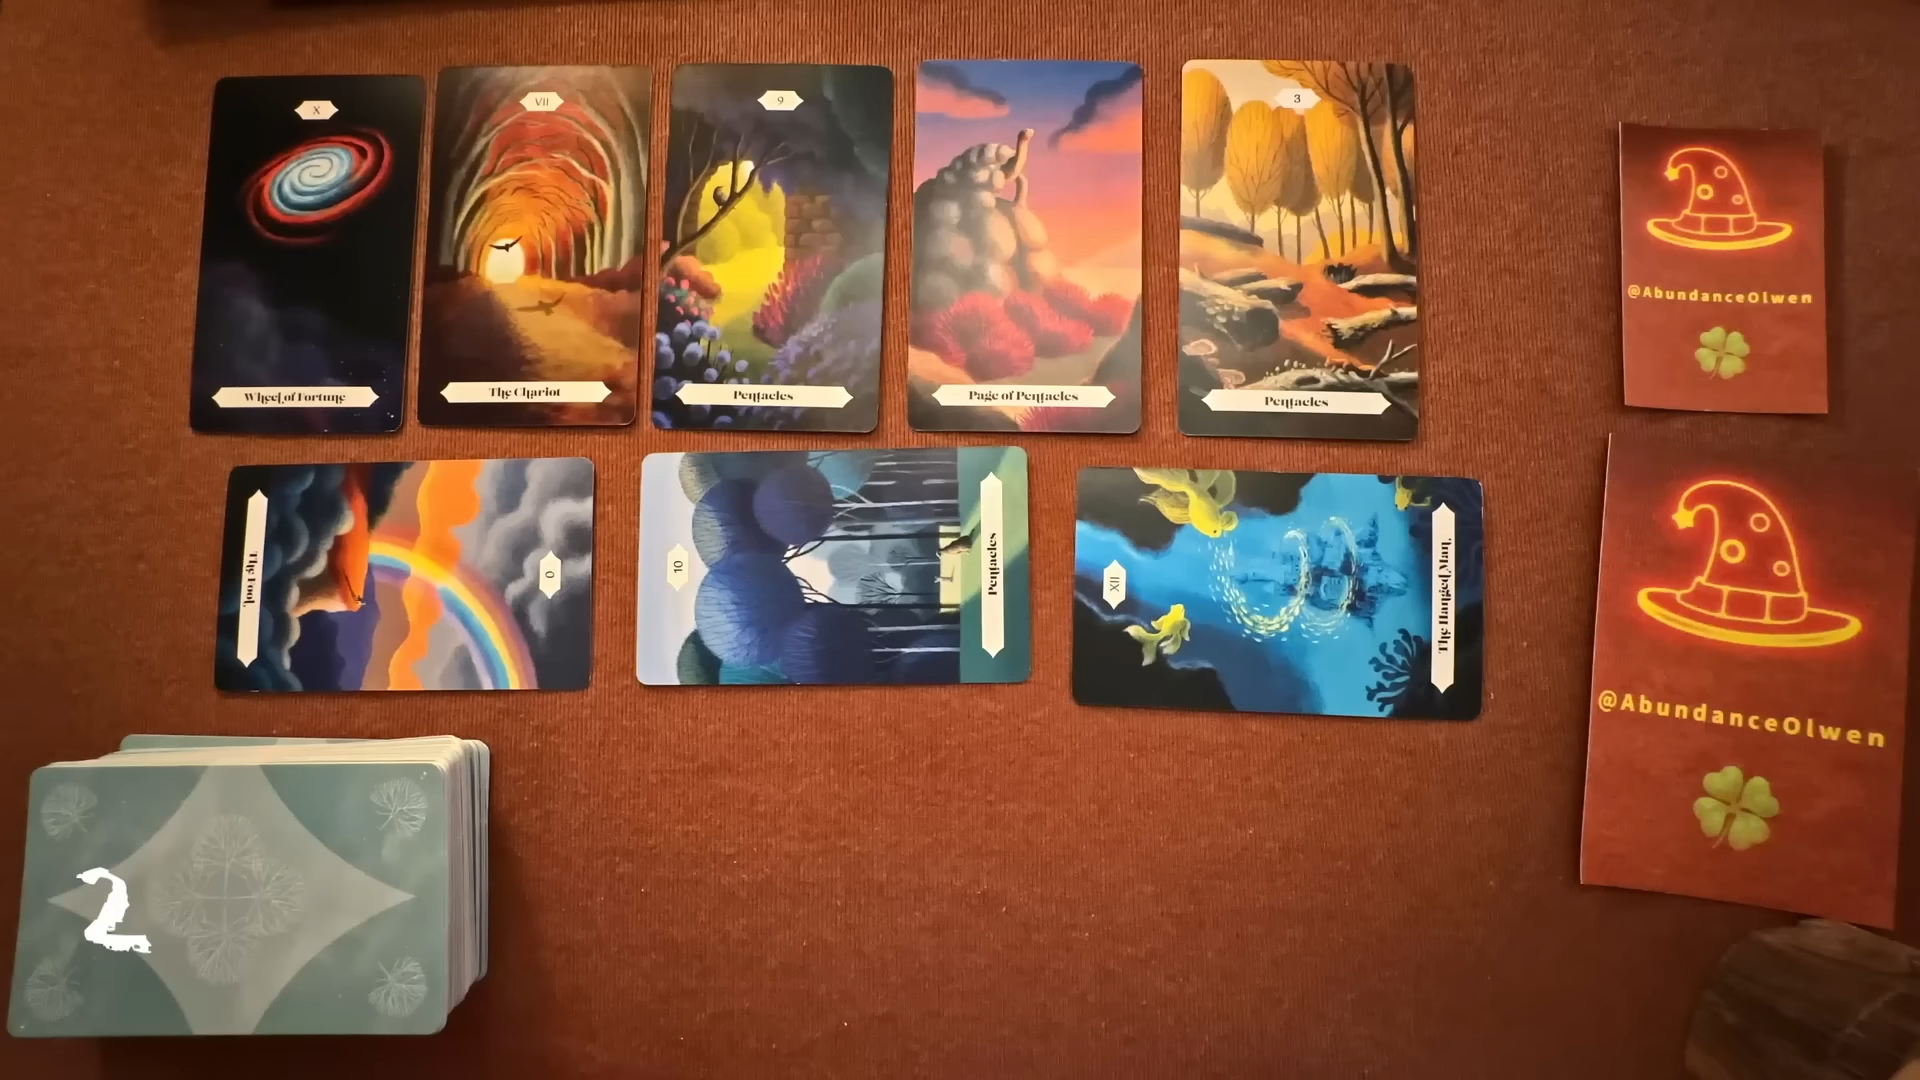 X
Wheel of Fortune
VII
The Chariot
9
Pentacles
Page of Pentacles
3
Pentacles
The Fool
0
10
Pentacles
XII
The Hanged Man
@AbundanceOlwen
@AbundanceOlwen
2